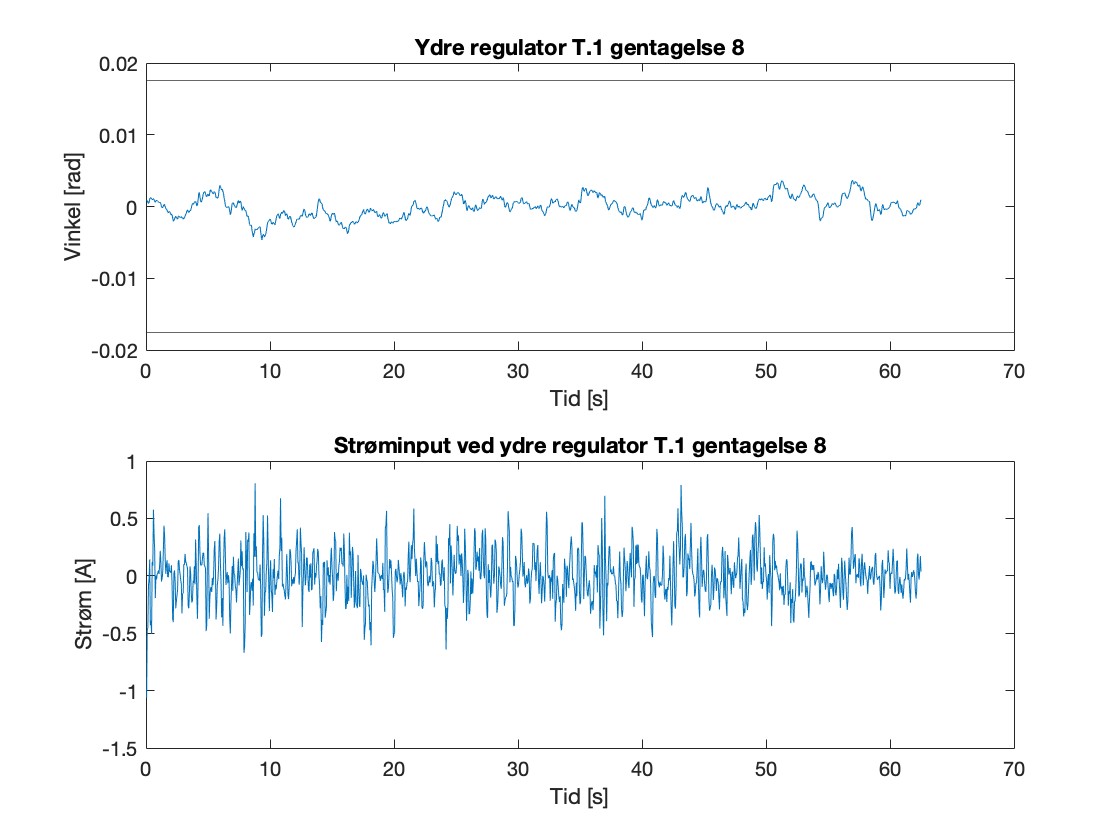 Ydre regulator T.1 gentagelse 8
0.02
0.01
0
-0.01
-0.02
Vinkel [rad]
0 10 20 30 40 50 60 70
Tid [s]
Strøminput ved ydre regulator T.1 gentagelse 8
1
0.5
0
-0.5
-1
-1.5
Strøm [A]
0 10 20 30 40 50 60 70
Tid [s]